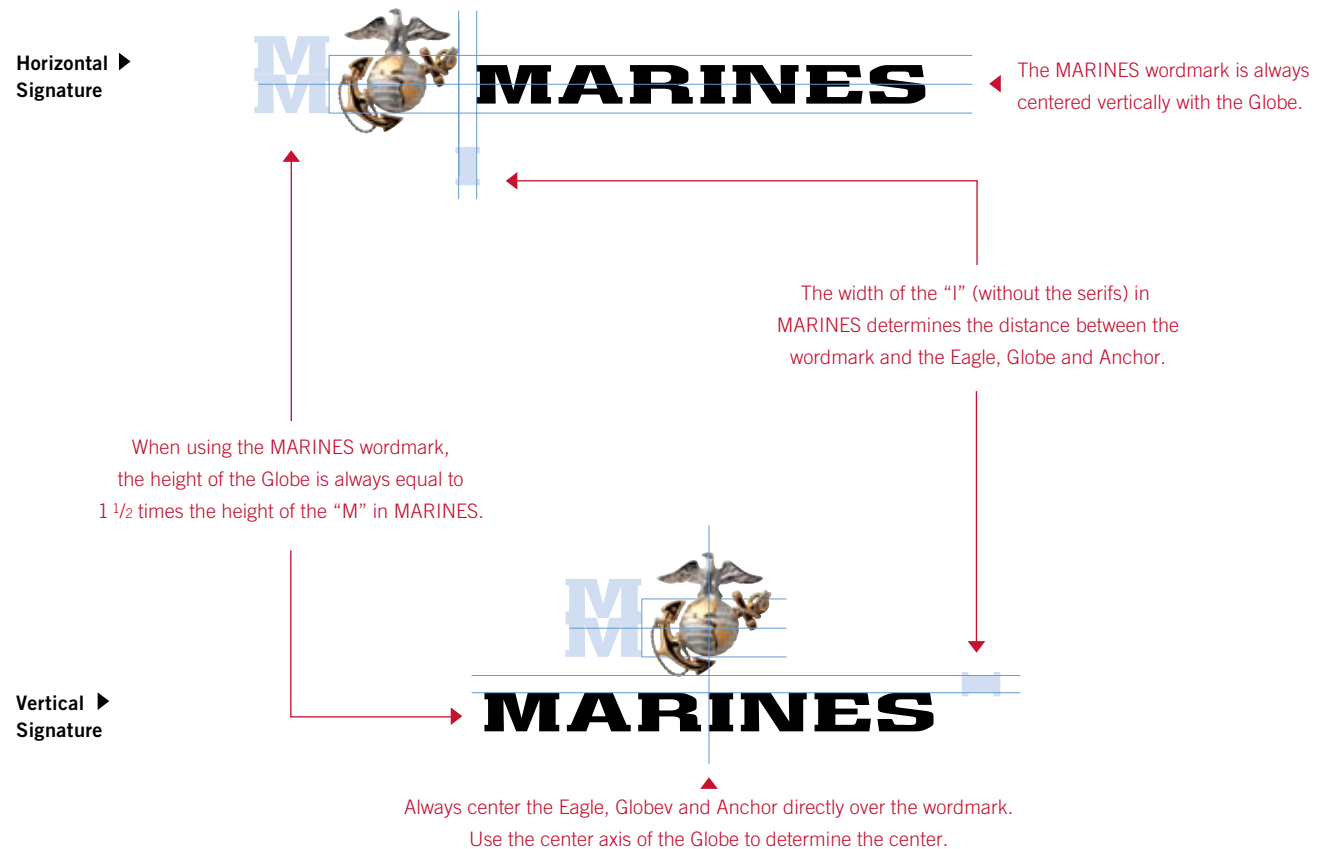 Horizontal
Signature
M
M
MARINES
The MARINES wordmark is always
centered vertically with the Globe.
I
The width of the “I” (without the serifs) in
MARINES determines the distance between the
wordmark and the Eagle, Globe and Anchor.
When using the MARINES wordmark,
the height of the Globe is always equal to
1 1/2 times the height of the “M” in MARINES.
M
M
I
Vertical
Signature
MARINES
Always center the Eagle, Globev and Anchor directly over the wordmark.
Use the center axis of the Globe to determine the center.